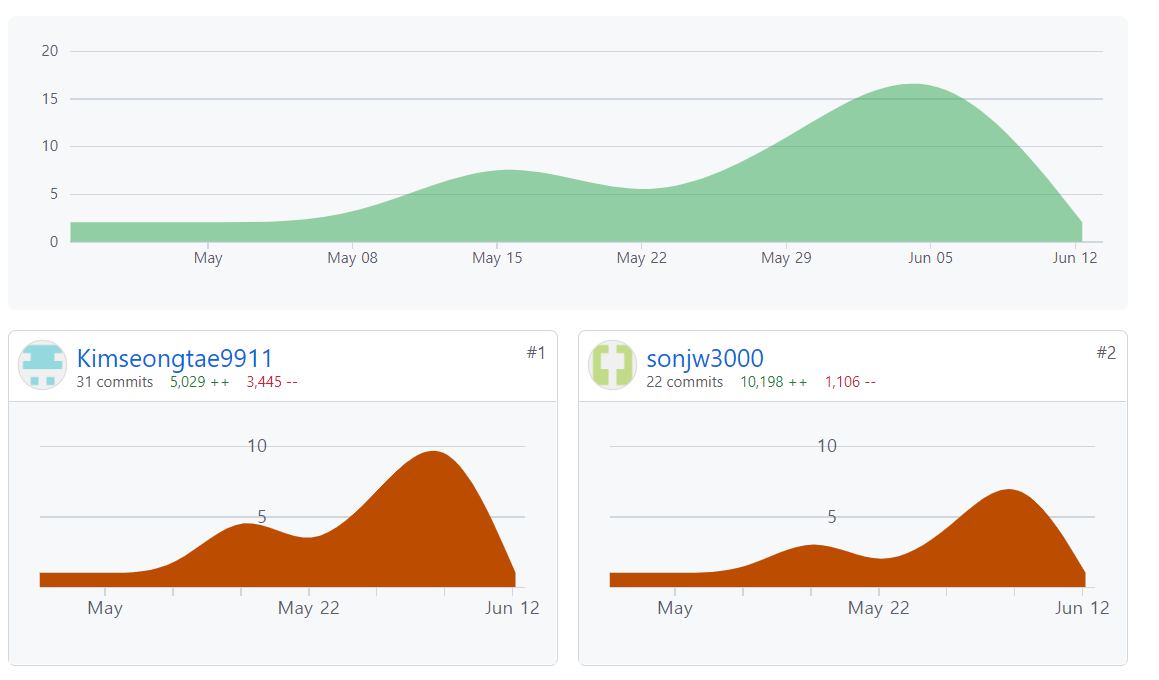 20
15
10
5
0
May May 08 May 15 May 22 May 29 Jun 05 Jun 12
Kimseongtae9911 #1
31 commits 5,029 ++ 3,445 --
10
5
May May 22 Jun 12
sonjw3000 #2
22 commits 10,198 ++ 1,106 --
10
5
May May 22 Jun 12